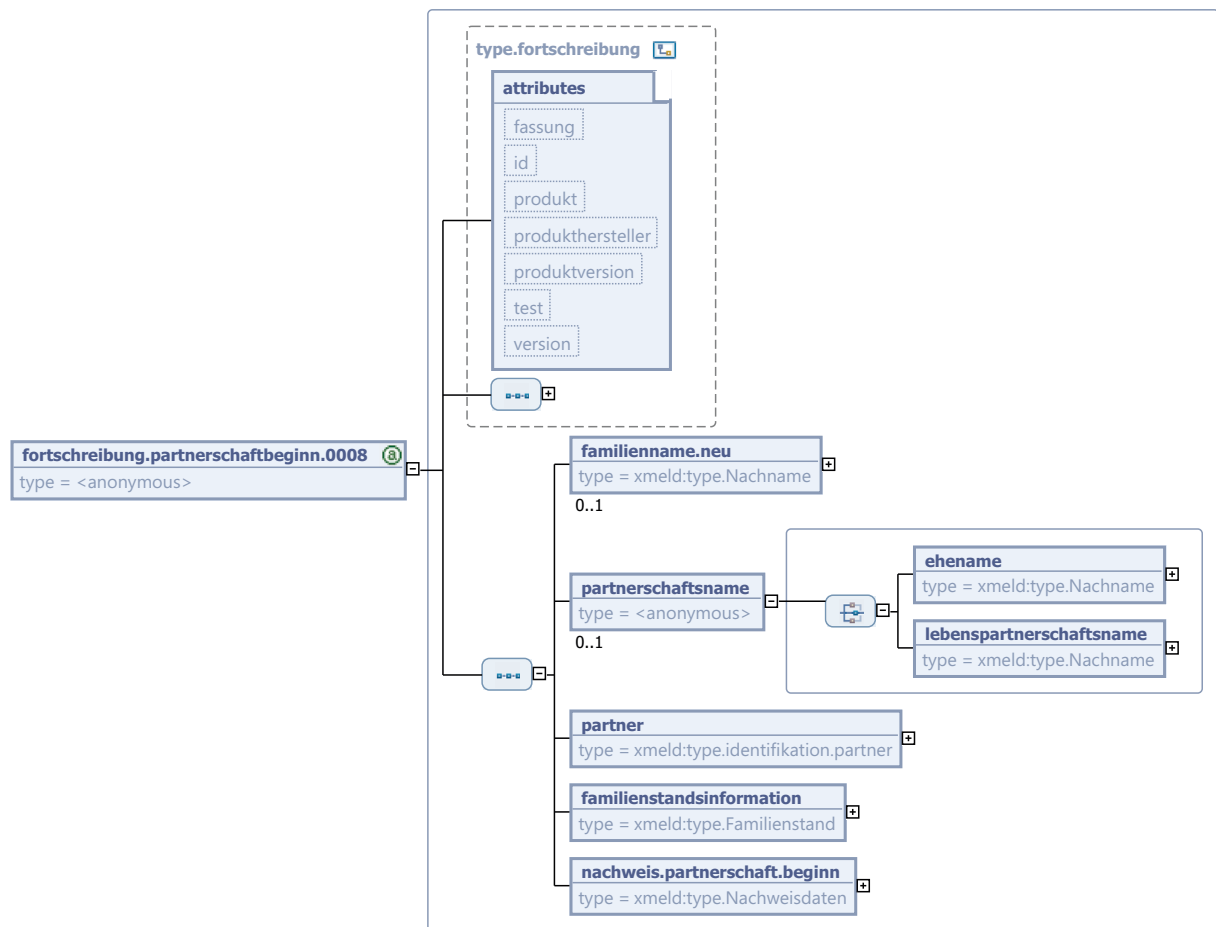 type.fortschreibung
attributes
fassung
id
produkt
produkthersteller
produktversion
test
version
fortschreibung.partnerschaftbeginn.0008
type = <anonymous>
familienname.neu
type = xmeld:type.Nachname
0..1
partnerschaftsname
type = <anonymous>
0..1
ehename
type = xmeld:type.Nachname
lebenspartnerschaftsname
type = xmeld:type.Nachname
partner
type = xmeld:type.identifikation.partner
familienstandsinformation
type = xmeld:type.Familienstand
nachweis.partnerschaft.beginn
type = xmeld:type.Nachweisdaten